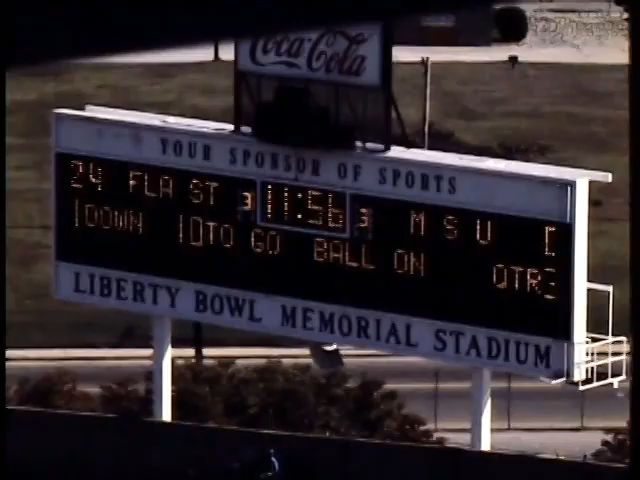 Coca-Cola
YOUR SPONSOR OF SPORTS
24 FLA ST 3 11:56 3 MSU
1DOWN 10TO GO BALL ON QTR3
LIBERTY BOWL MEMORIAL STADIUM